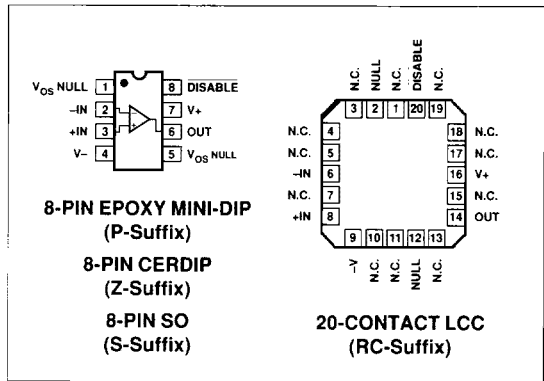 V_OS NULL 1 8 DISABLE
–IN 2 7 V+
+IN 3 6 OUT
V– 4 5 V_OS NULL
8-PIN EPOXY MINI-DIP
(P-Suffix)
8-PIN CERDIP
(Z-Suffix)
8-PIN SO
(S-Suffix)
N.C. NULL N.C. DISABLE N.C.
3 2 1 20 19
N.C. 4 18 N.C.
N.C. 5 17 N.C.
–IN 6 16 V+
N.C. 7 15 N.C.
+IN 8 14 OUT
9 10 11 12 13
–V N.C. N.C. NULL N.C.
20-CONTACT LCC
(RC-Suffix)